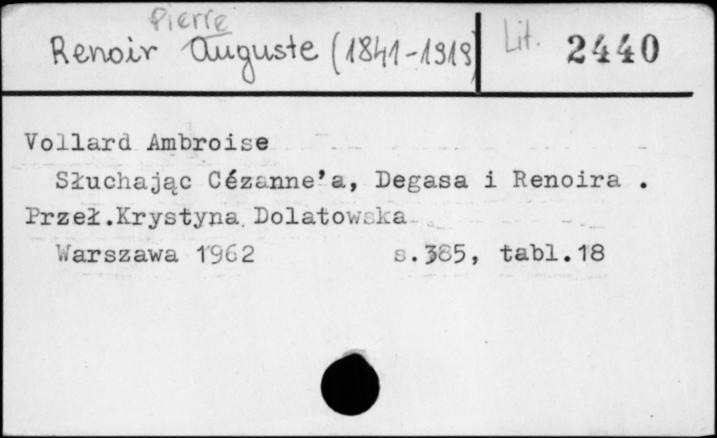 Pierre
Renoir Auguste (1841-1919)
Lit. 2440
Vollard Ambroise
Słuchając Cézanne'a, Degasa i Renoira .
Przeł.Krystyna Dolatowska
Warszawa 1962 s.385, tabl.18